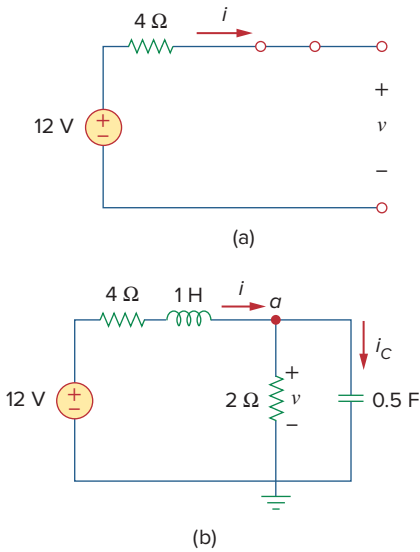 4 Ω i
+
12 V + v
−
−
(a)
4 Ω 1 H i a
i_C
+
12 V + 2 Ω v 0.5 F
−
−
(b)